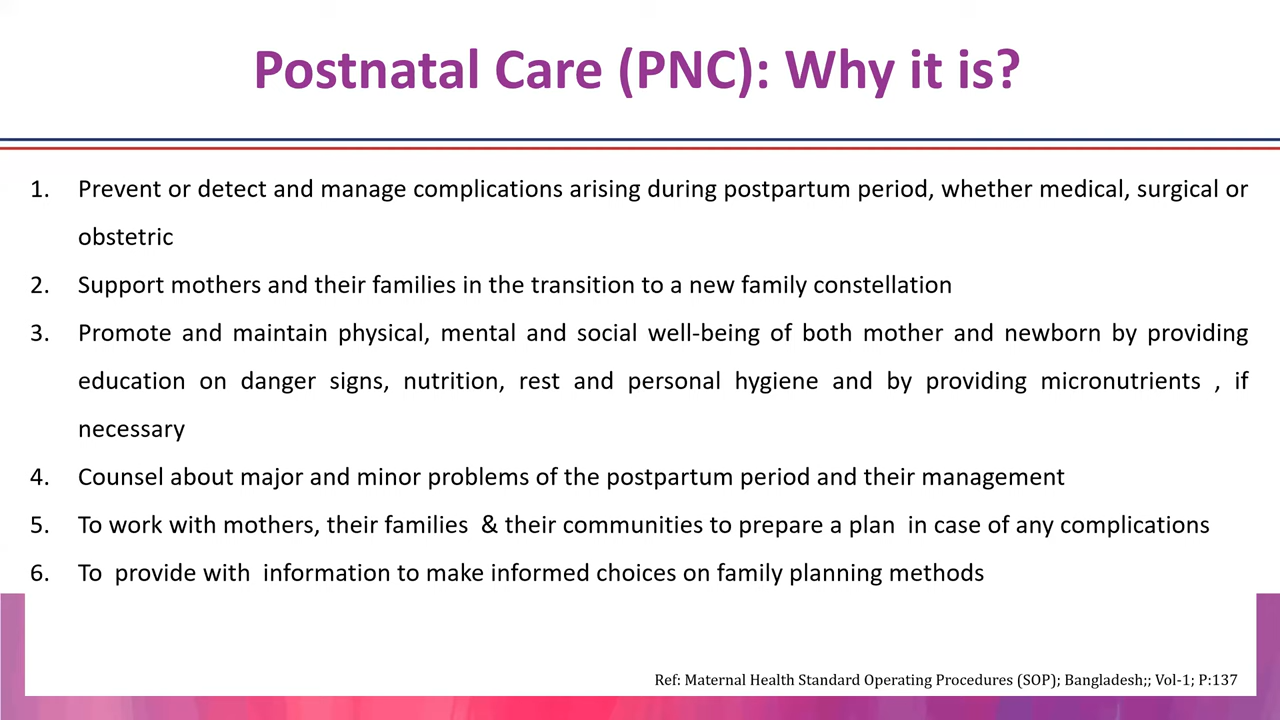 Postnatal Care (PNC): Why it is?
1. Prevent or detect and manage complications arising during postpartum period, whether medical, surgical or
obstetric
2. Support mothers and their families in the transition to a new family constellation
3. Promote and maintain physical, mental and social well-being of both mother and newborn by providing
education on danger signs, nutrition, rest and personal hygiene and by providing micronutrients , if
necessary
4. Counsel about major and minor problems of the postpartum period and their management
5. To work with mothers, their families & their communities to prepare a plan in case of any complications
6. To provide with information to make informed choices on family planning methods
Ref: Maternal Health Standard Operating Procedures (SOP); Bangladesh;; Vol-1; P:137